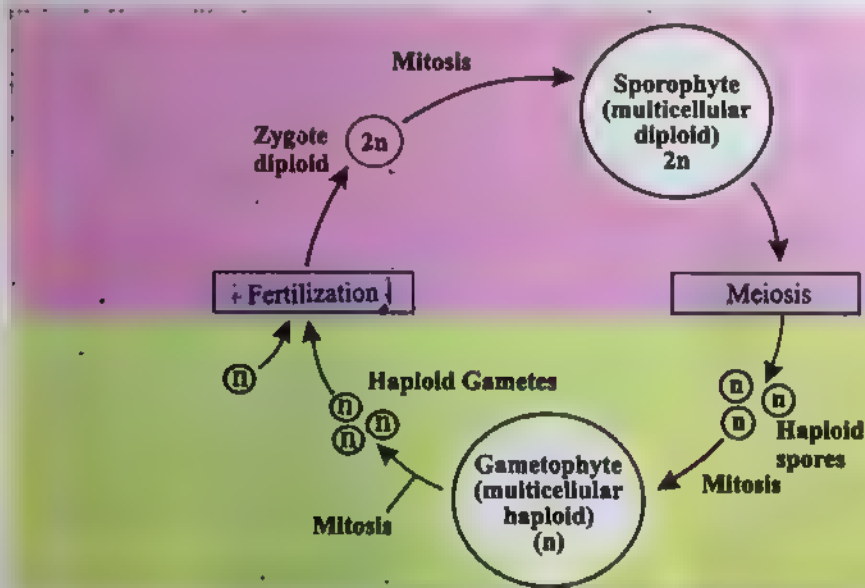 Mitosis
Sporophyte
(multicellular
diploid)
2n
Zygote
diploid
2n
Fertilization
Meiosis
n
Haploid Gametes
n
n
n
n
n
n
Haploid
spores
Mitosis
Gametophyte
(multicellular
haploid)
(n)
Mitosis